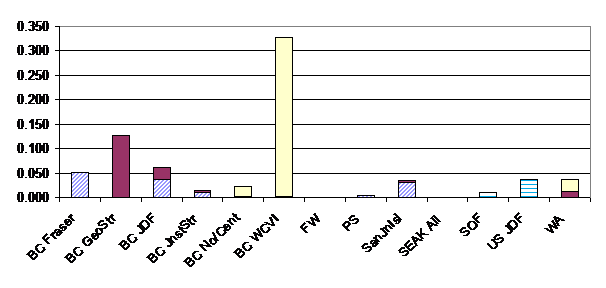 0.350
0.300
0.250
0.200
0.150
0.100
0.050
0.000
BC Fraser
BC GeoStr
BC JDF
BC JnstStr
BC No/Cent
BC WCVI
FW
PS
SanJnIsl
SEAK All
SOF
US JDF
WA